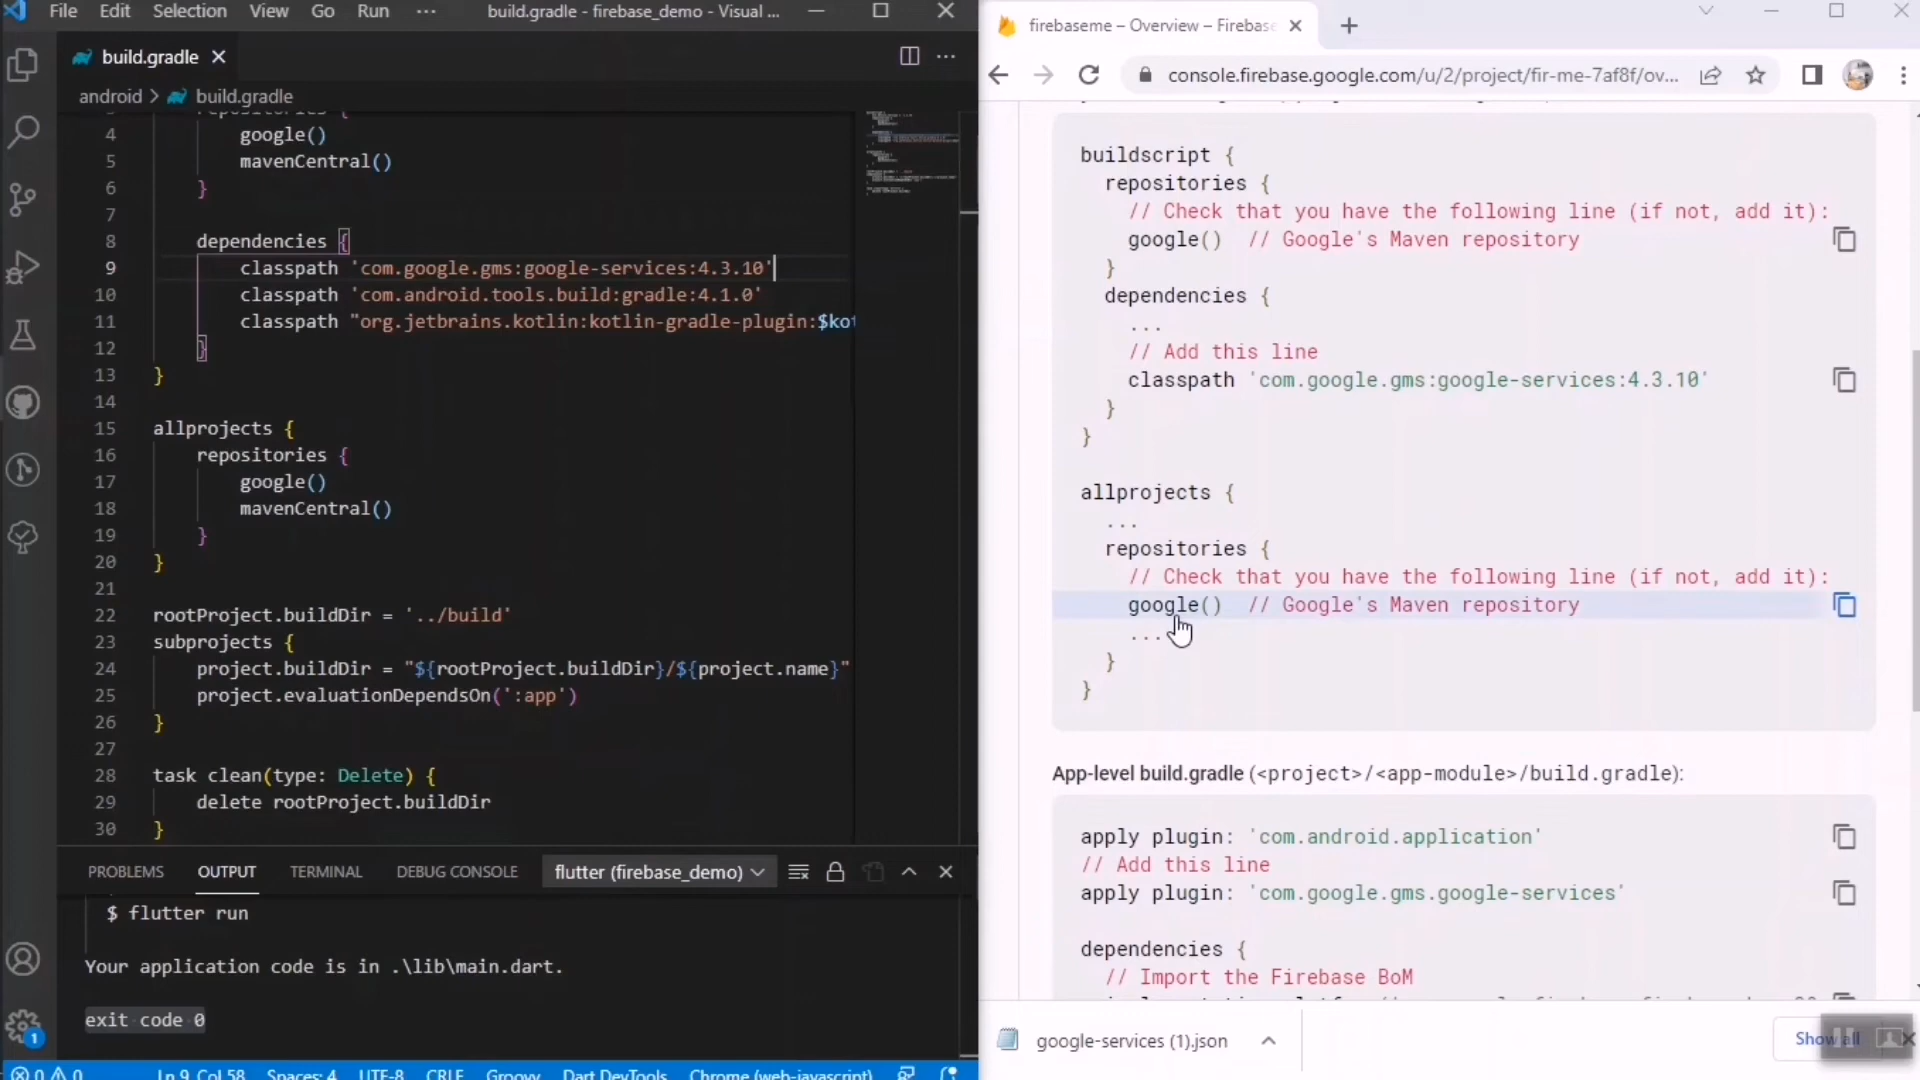 File Edit Selection View Go Run ··· build.gradle - firebase_demo - Visual ...
build.gradle
android > build.gradle
4 google()
5 mavenCentral()
6 }
7
8 dependencies {
9 classpath 'com.google.gms:google-services:4.3.10'
10 classpath 'com.android.tools.build:gradle:4.1.0'
11 classpath "org.jetbrains.kotlin:kotlin-gradle-plugin:$kot
12 }
13 }
14
15 allprojects {
16 repositories {
17 google()
18 mavenCentral()
19 }
20 }
21
22 rootProject.buildDir = '../build'
23 subprojects {
24 project.buildDir = "${rootProject.buildDir}/${project.name}"
25 project.evaluationDependsOn(':app')
26 }
27
28 task clean(type: Delete) {
29 delete rootProject.buildDir
30 }
PROBLEMS OUTPUT TERMINAL DEBUG CONSOLE flutter (firebase_demo)
$ flutter run
Your application code is in .\lib\main.dart.
exit code 0
1
0 0 Ln 9, Col 58 Spaces: 4 UTF-8 CRLF Groovy Dart DevTools Chrome (web-javascript)
firebaseme – Overview – Firebase
console.firebase.google.com/u/2/project/fir-me-7af8f/ov...
buildscript {
repositories {
// Check that you have the following line (if not, add it):
google() // Google's Maven repository
}
dependencies {
...
// Add this line
classpath 'com.google.gms:google-services:4.3.10'
}
}
allprojects {
...
repositories {
// Check that you have the following line (if not, add it):
google() // Google's Maven repository
...
}
}
App-level build.gradle (<project>/<app-module>/build.gradle):
apply plugin: 'com.android.application'
// Add this line
apply plugin: 'com.google.gms.google-services'
dependencies {
// Import the Firebase BoM
google-services (1).json
Show all